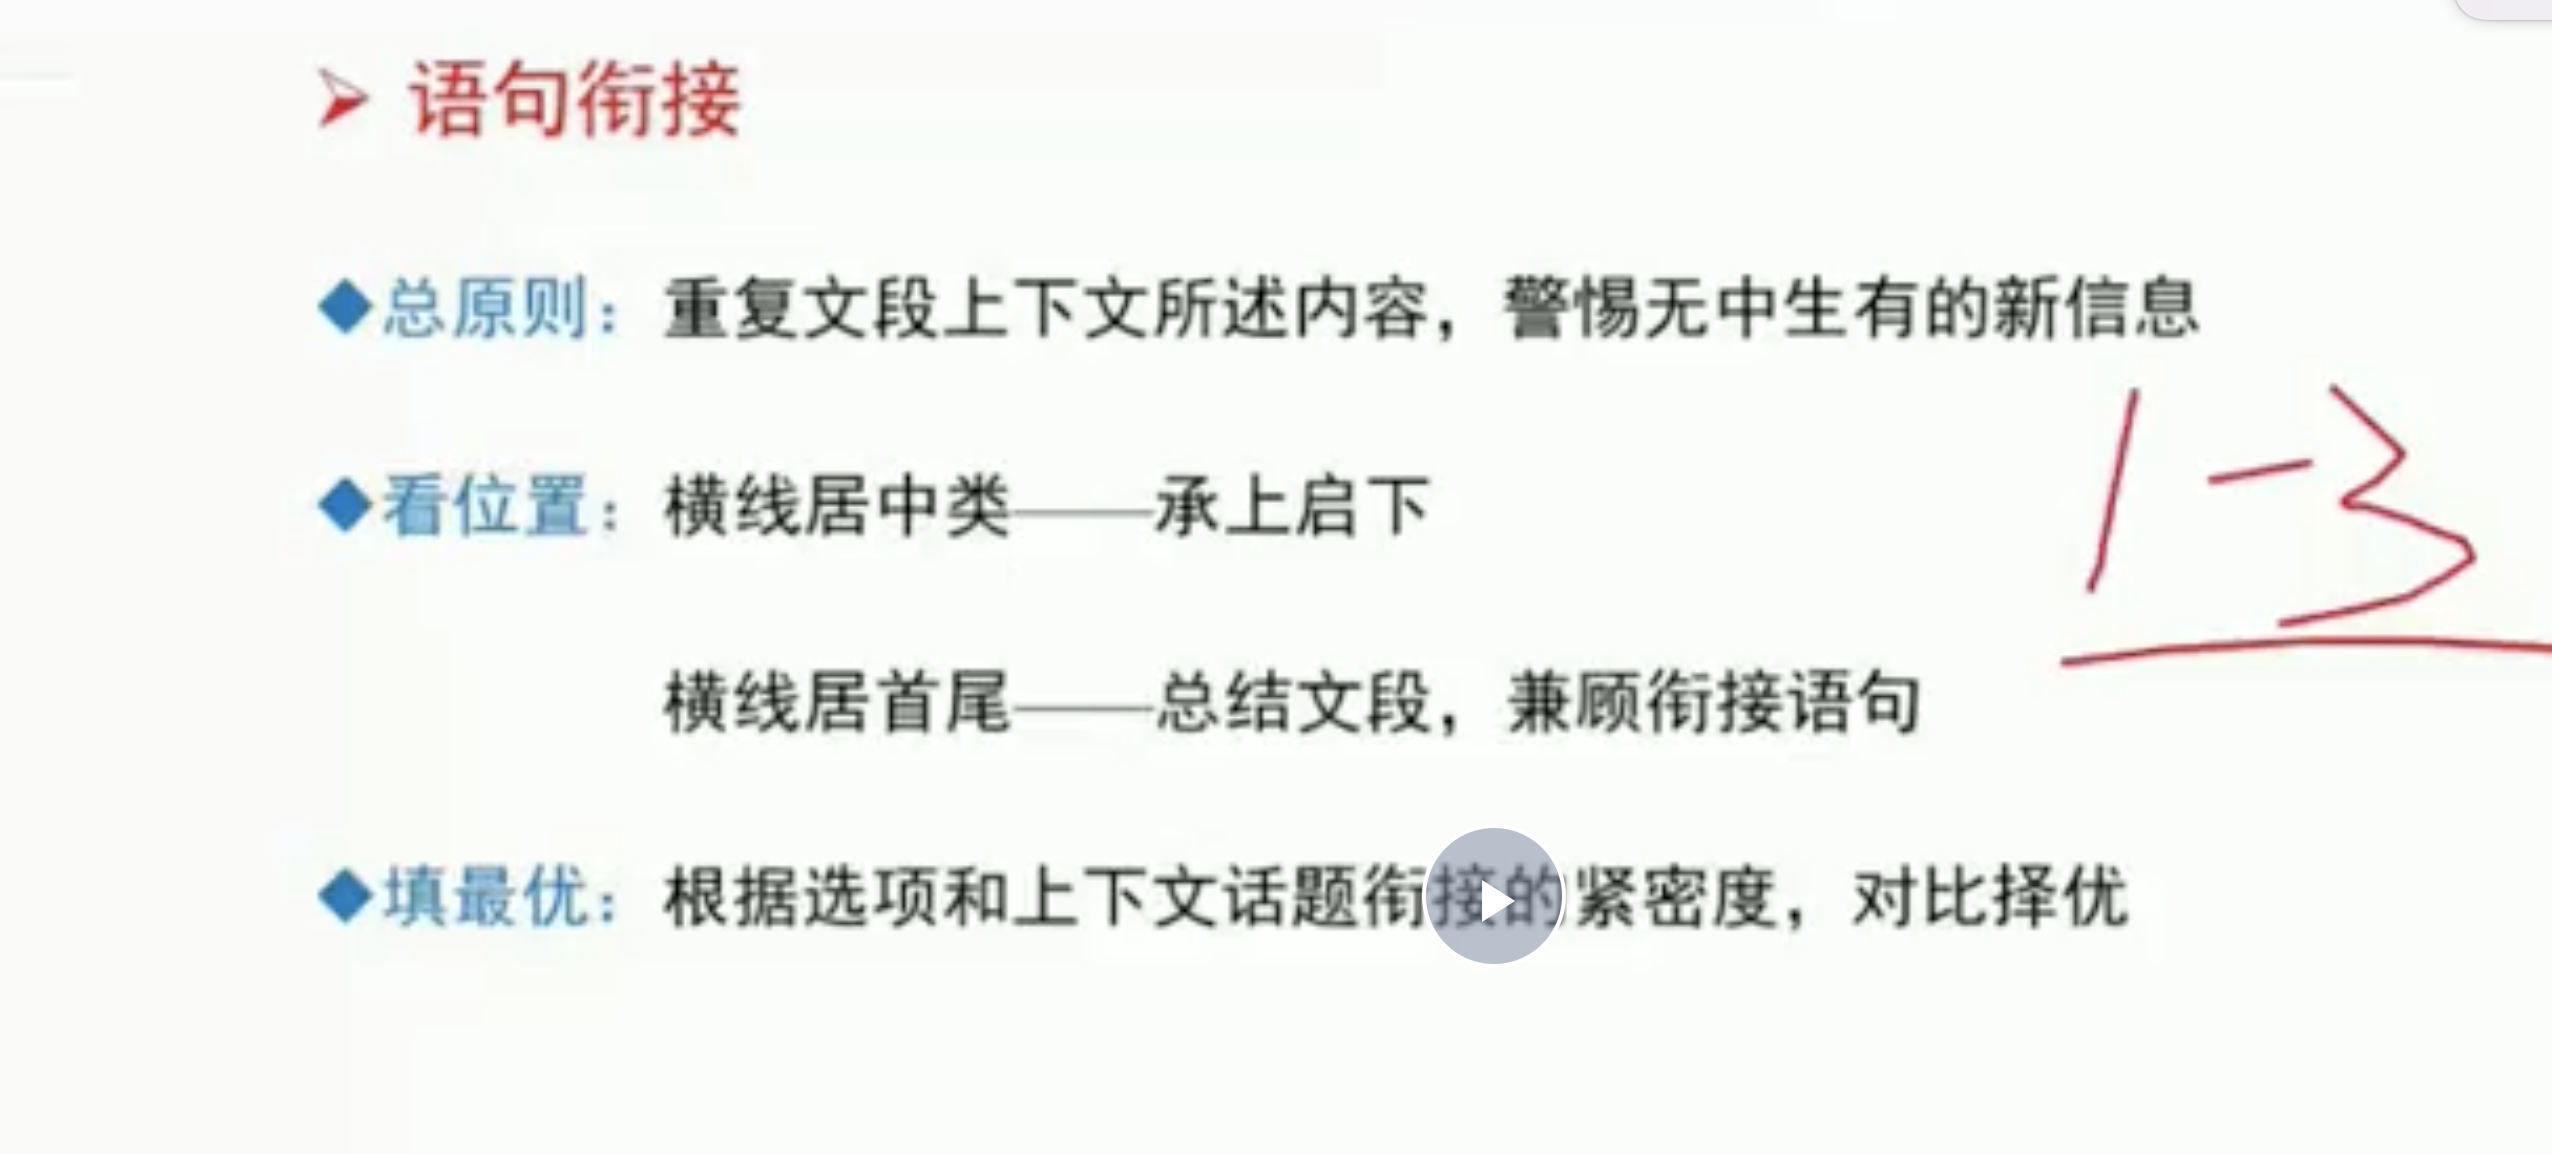 语句衔接
总原则：重复文段上下文所述内容，警惕无中生有的新信息
看位置：横线居中类——承上启下
1-3
横线居首尾——总结文段，兼顾衔接语句
填最优：根据选项和上下文话题衔接的紧密度，对比择优